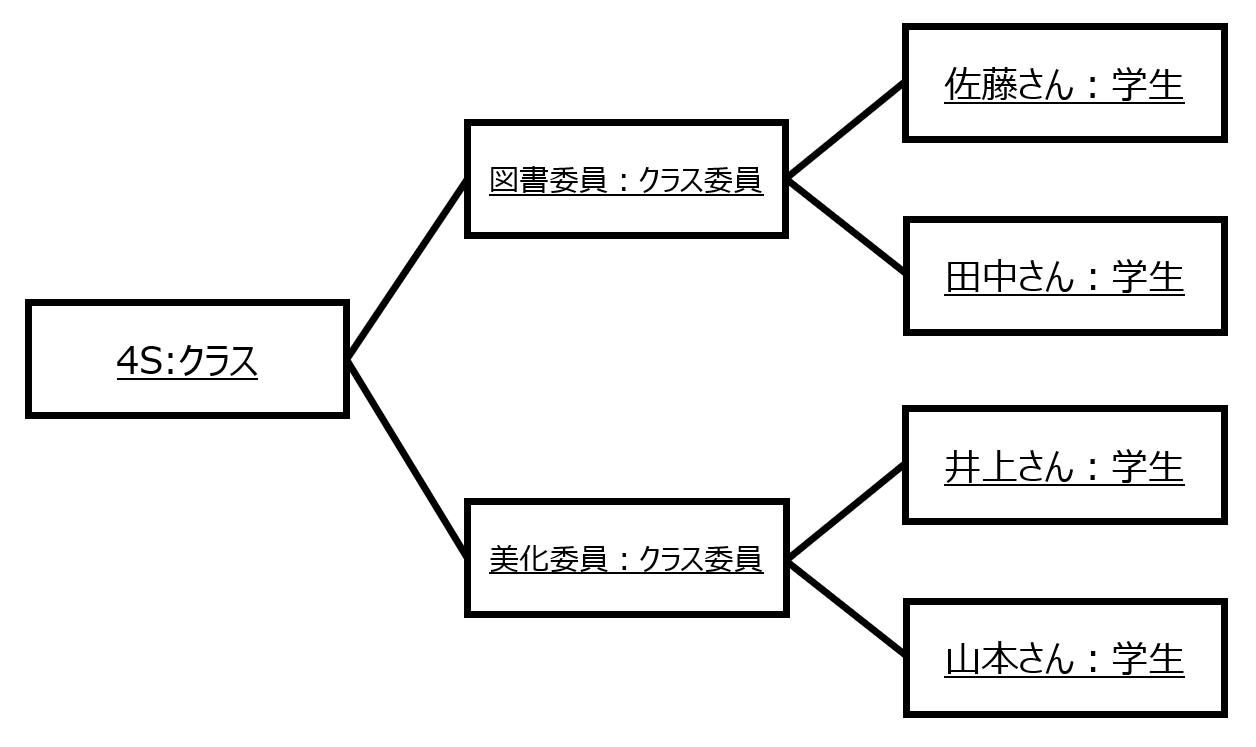 佐藤さん：学生
図書委員：クラス委員
田中さん：学生
4S:クラス
井上さん：学生
美化委員：クラス委員
山本さん：学生